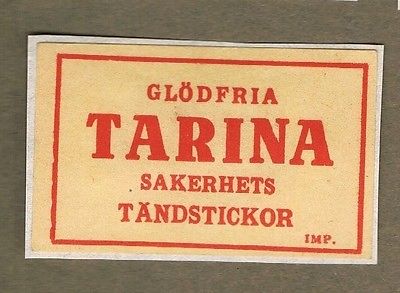 GLÖDFRIA
TARINA
SAKERHETS
TÄNDSTICKOR
IMP.